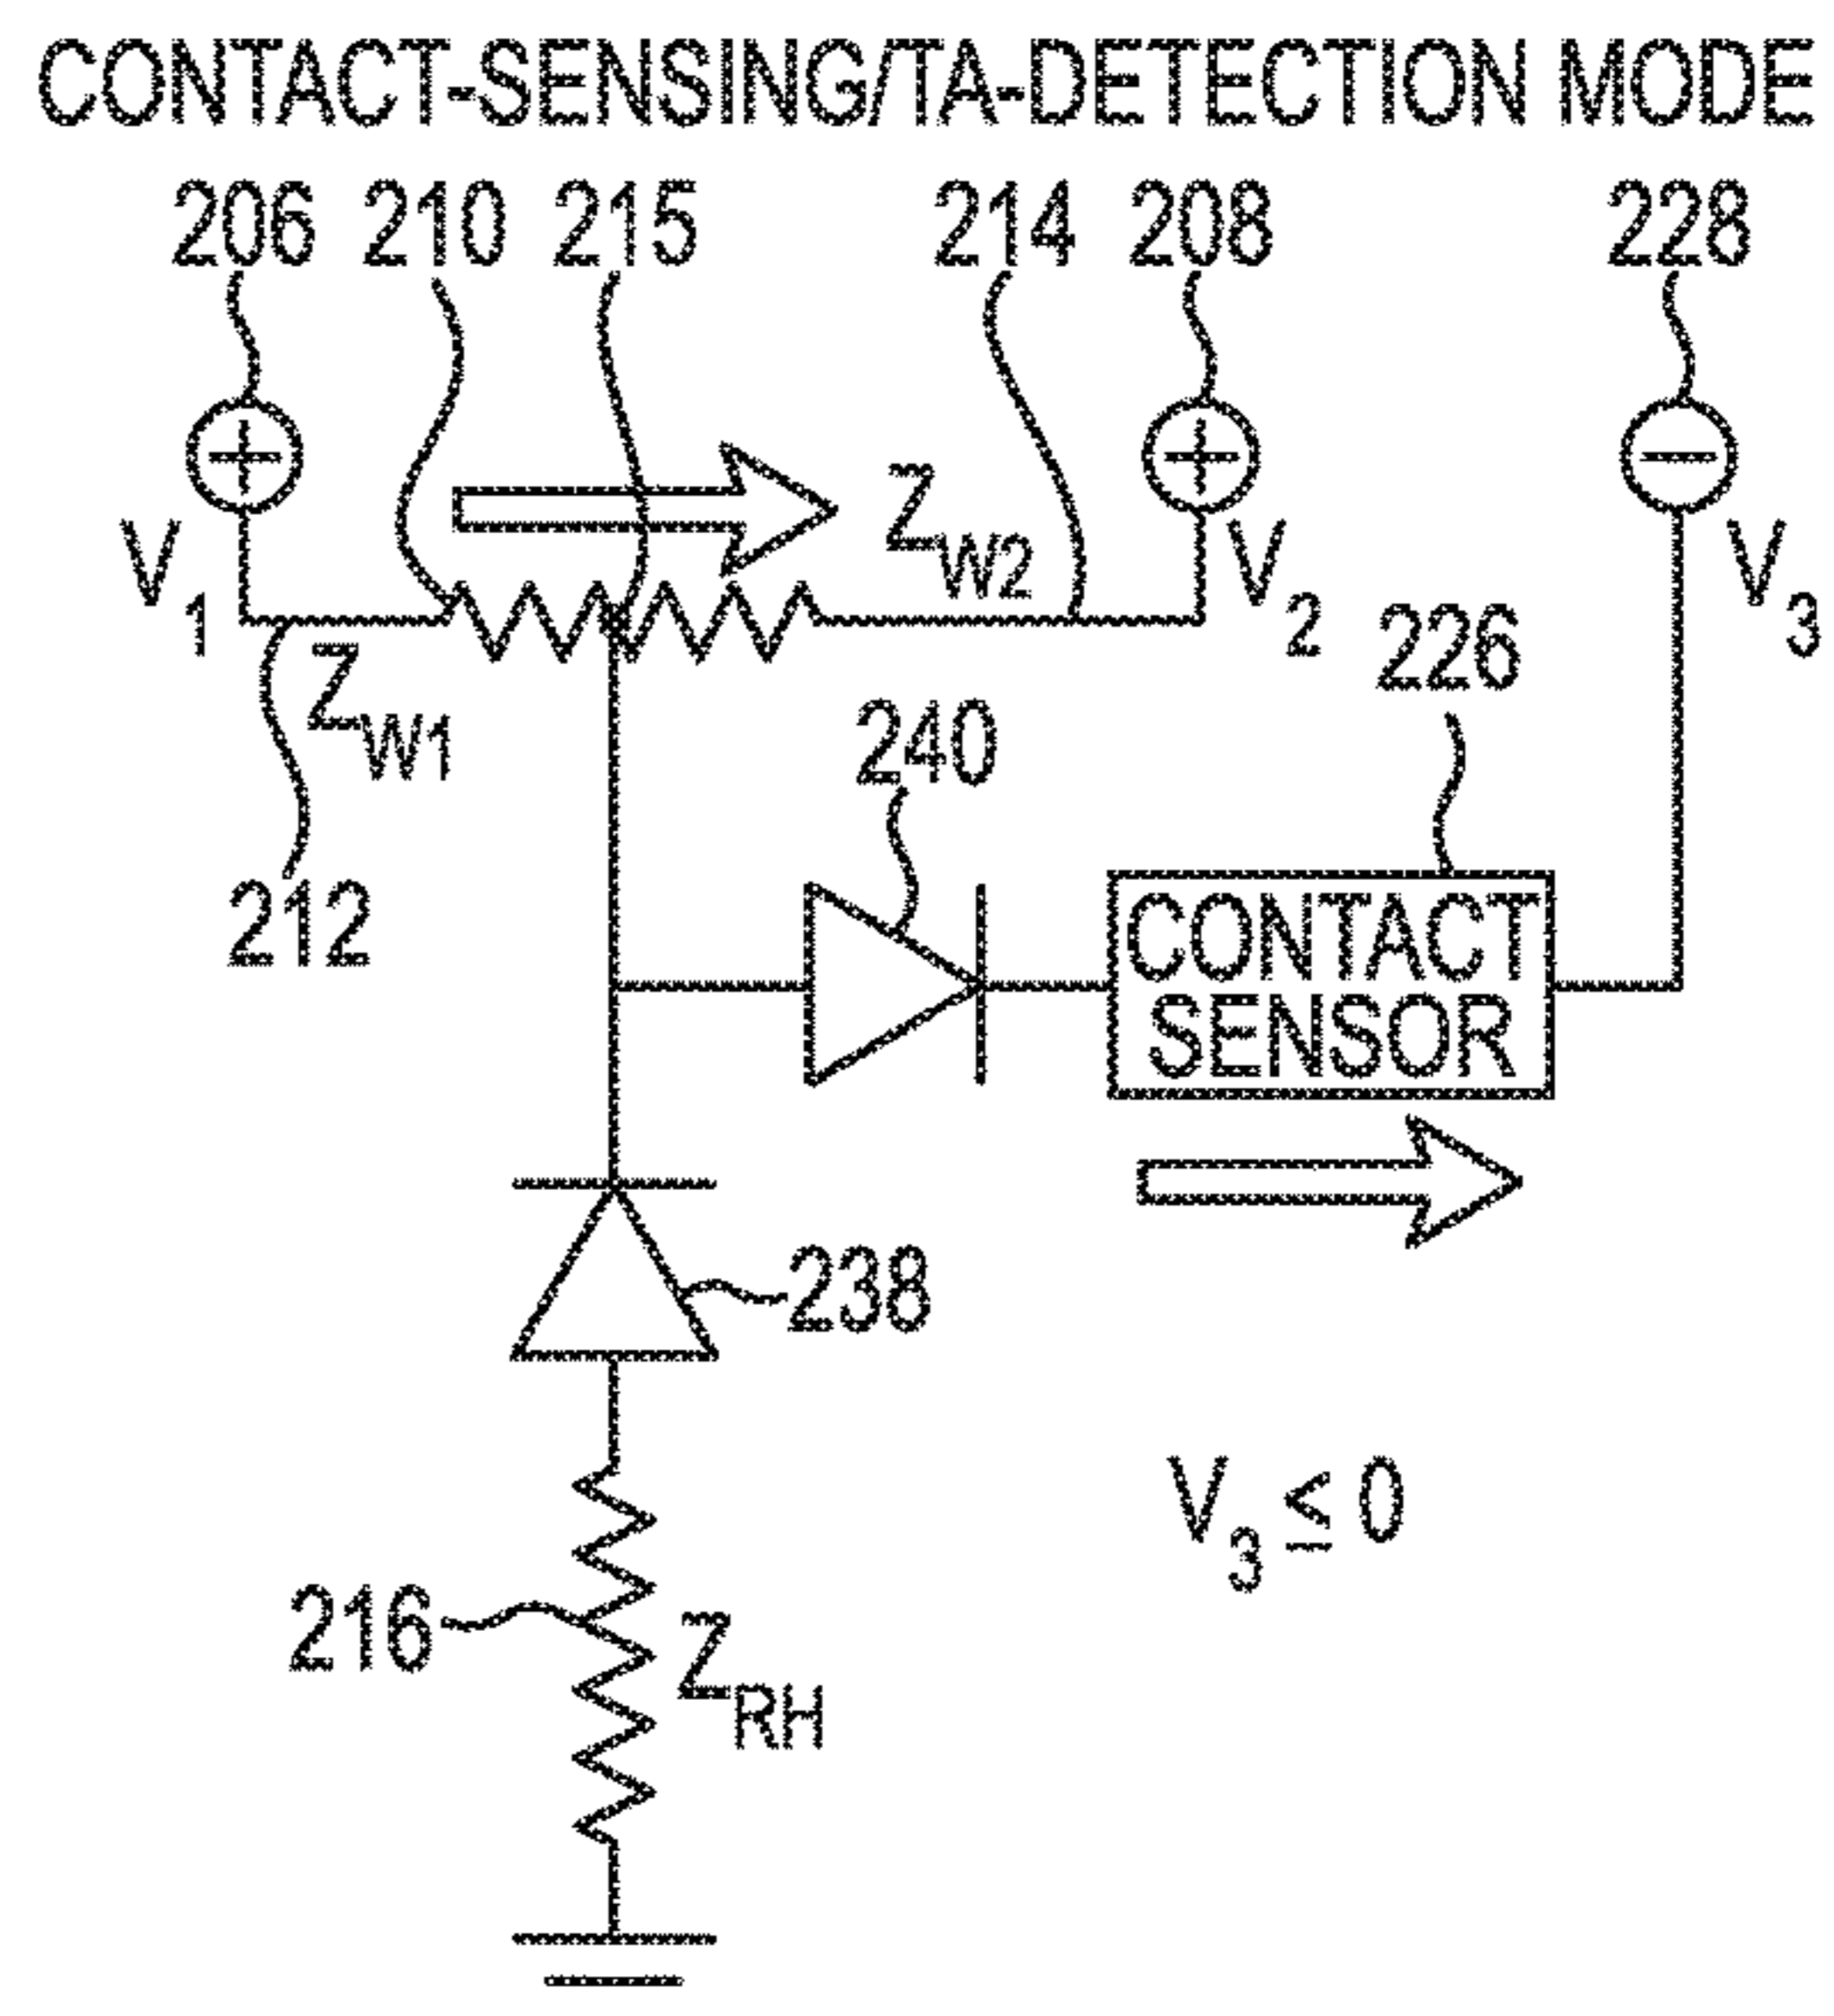 CONTACT-SENSING/TA-DETECTION MODE
206 210 215 214 208 228
V1 ZW1 ZW2 V2 V3
212
240
226
CONTACT
SENSOR
238
V3 ≤ 0
216
ZRH